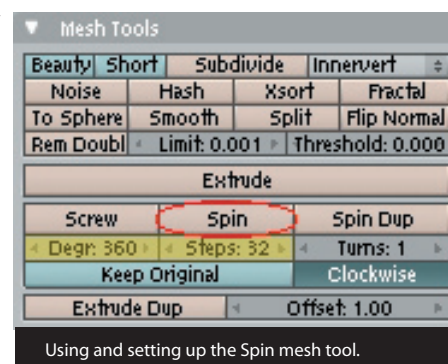 Mesh Tools
Beauty Short Subdivide Innervert
Noise Hash Xsort Fractal
To Sphere Smooth Split Flip Normal
Rem Doubl Limit: 0.001 Threshold: 0.000
Extrude
Screw Spin Spin Dup
Degr: 360 Steps: 32 Turns: 1
Keep Original Clockwise
Extrude Dup Offset: 1.00
Using and setting up the Spin mesh tool.